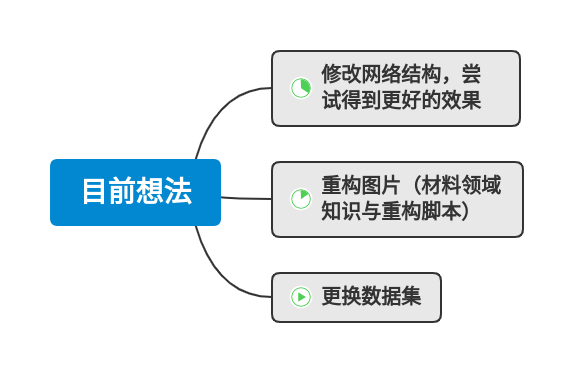 修改网络结构，尝
试得到更好的效果
目前想法
重构图片（材料领域
知识与重构脚本）
更换数据集